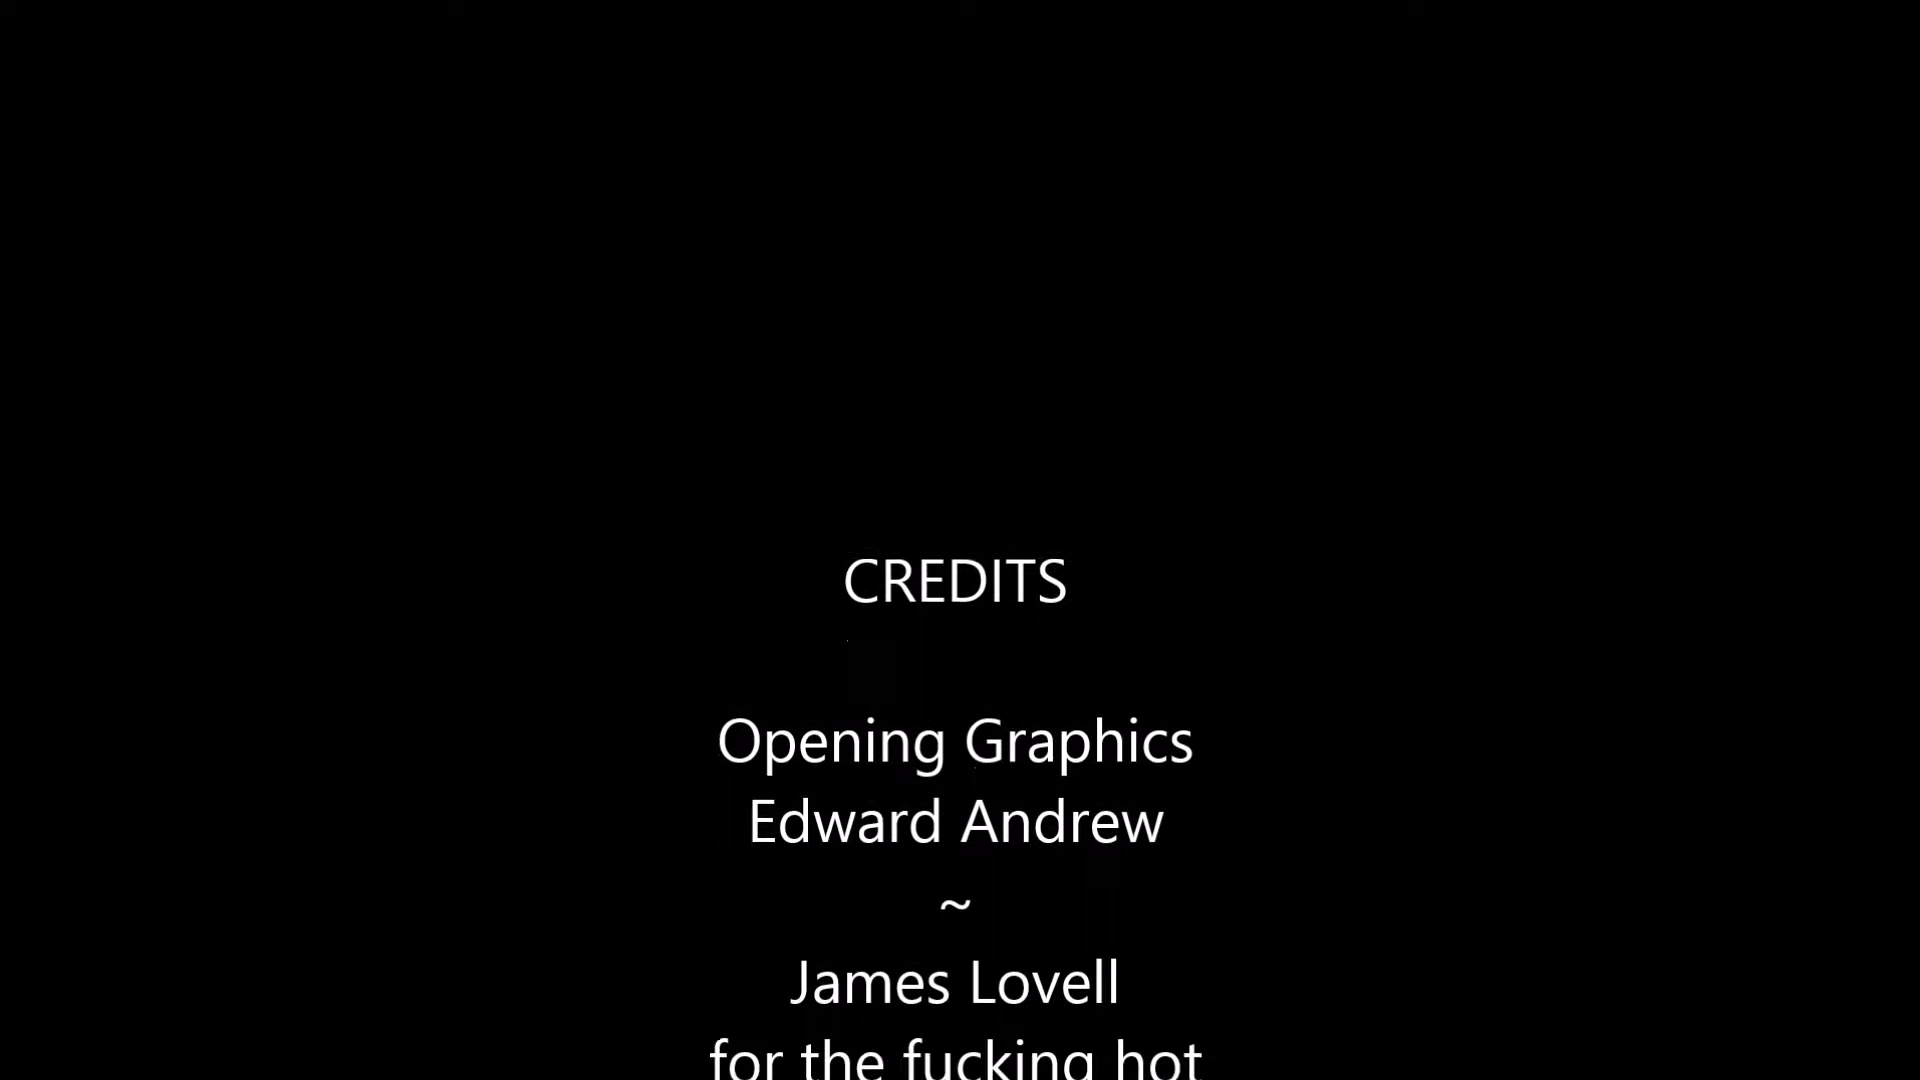 CREDITS
Opening Graphics
Edward Andrew
~
James Lovell
for the fucking hot